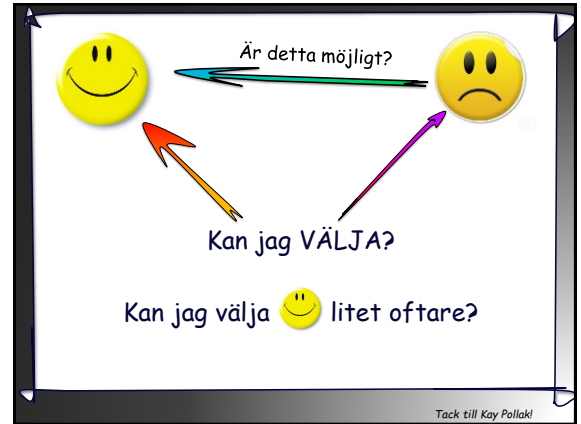 Är detta möjligt?
Kan jag VÄLJA?
Kan jag välja litet oftare?
Tack till Kay Pollak!